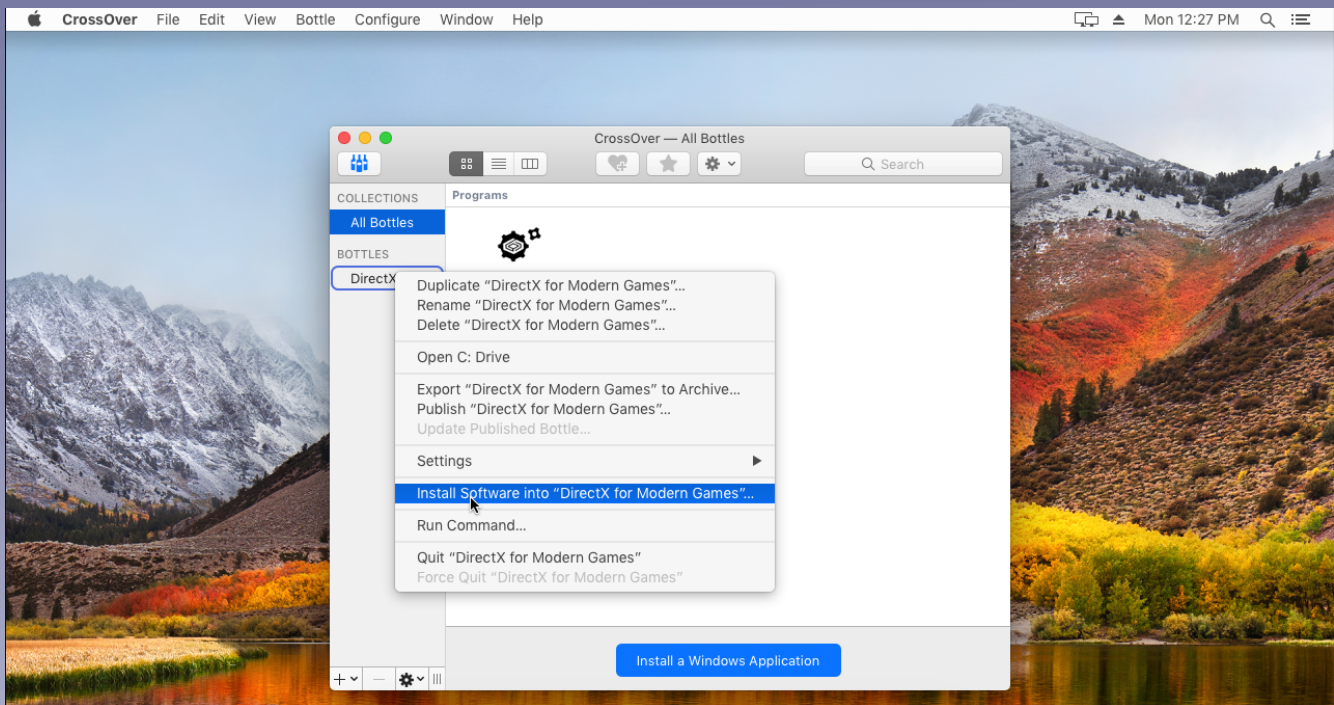 CrossOver File Edit View Bottle Configure Window Help Mon 12:27 PM
CrossOver — All Bottles
Search
COLLECTIONS
All Bottles
BOTTLES
DirectX
Programs
Duplicate “DirectX for Modern Games”...
Rename “DirectX for Modern Games”...
Delete “DirectX for Modern Games”...
Open C: Drive
Export “DirectX for Modern Games” to Archive...
Publish “DirectX for Modern Games”...
Update Published Bottle...
Settings
Install Software into “DirectX for Modern Games”...
Run Command...
Quit “DirectX for Modern Games”
Force Quit “DirectX for Modern Games”
Install a Windows Application